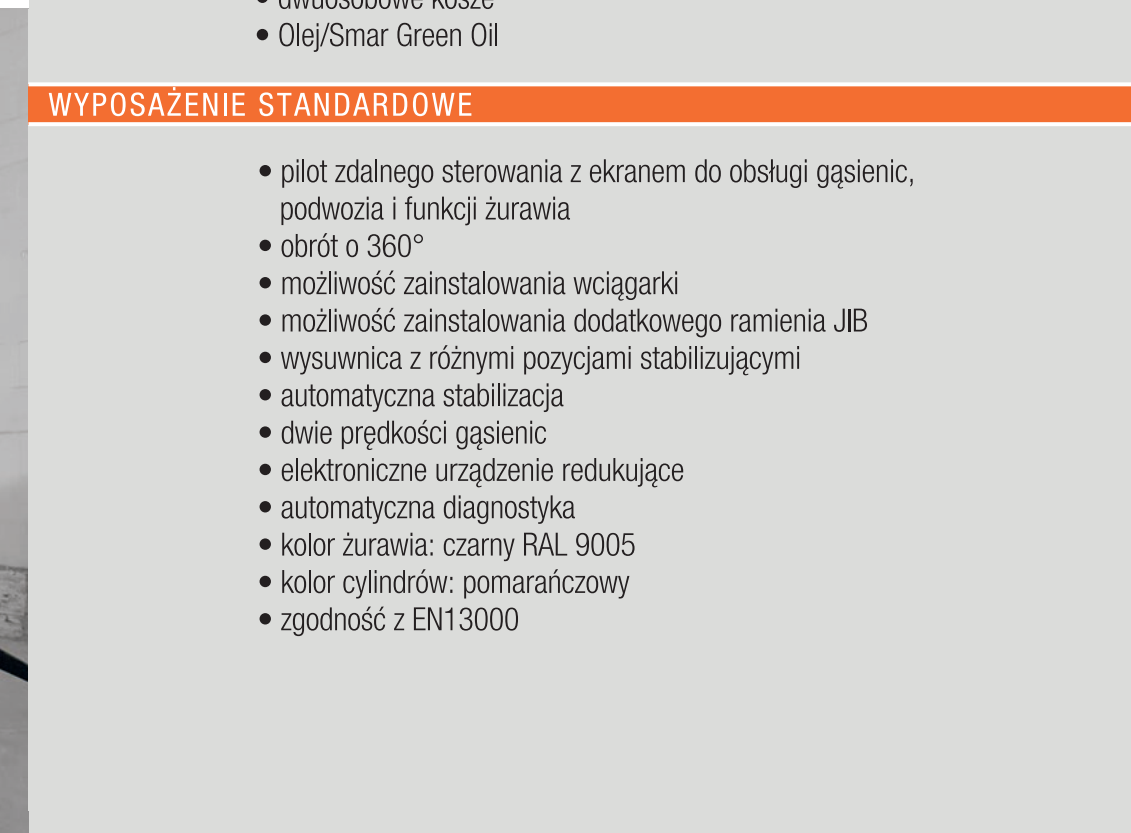 • dwuosobowe kosze
• Olej/Smar Green Oil
WYPOSAŻENIE STANDARDOWE
• pilot zdalnego sterowania z ekranem do obsługi gąsienic,
podwozia i funkcji żurawia
• obrót o 360°
• możliwość zainstalowania wciągarki
• możliwość zainstalowania dodatkowego ramienia JIB
• wysuwnica z różnymi pozycjami stabilizującymi
• automatyczna stabilizacja
• dwie prędkości gąsienic
• elektroniczne urządzenie redukujące
• automatyczna diagnostyka
• kolor żurawia: czarny RAL 9005
• kolor cylindrów: pomarańczowy
• zgodność z EN13000